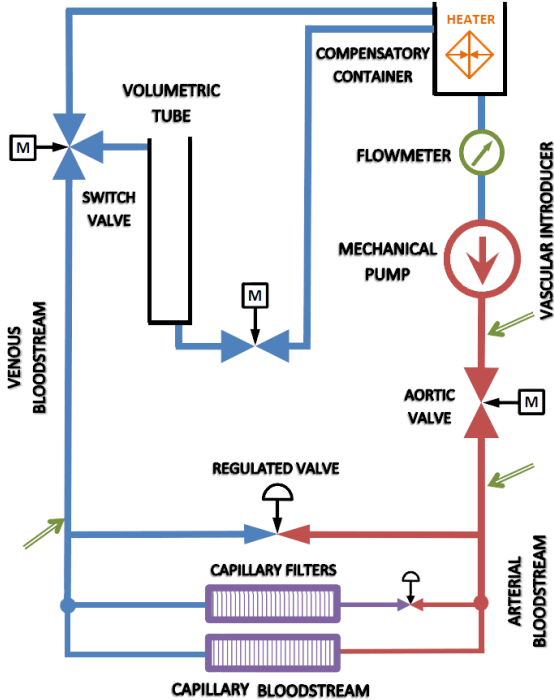 HEATER
COMPENSATORY
CONTAINER
VOLUMETRIC
TUBE
M
FLOWMETER
SWITCH
VALVE
MECHANICAL
PUMP
VASCULAR INTRODUCER
M
VENOUS
BLOODSTREAM
AORTIC
VALVE
M
REGULATED VALVE
CAPILLARY FILTERS
ARTERIAL
BLOODSTREAM
CAPILLARY BLOODSTREAM